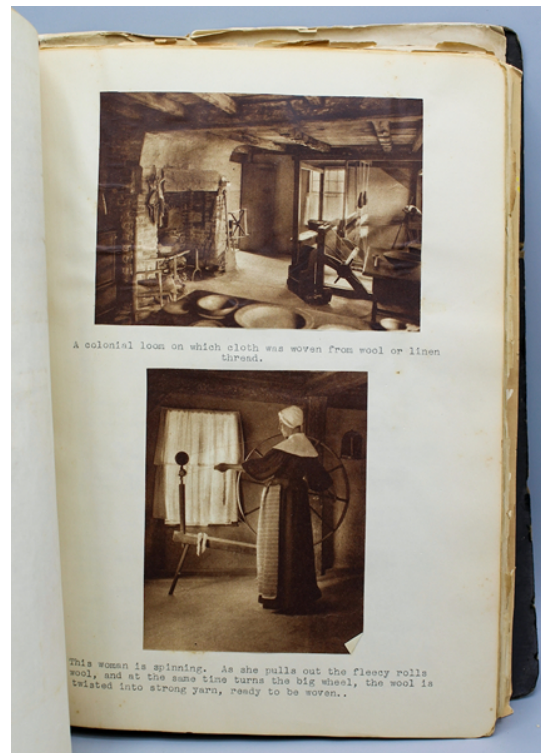 A colonial loom on which cloth was woven from wool or linen
thread.
This woman is spinning.  As she pulls out the fleecy rolls
wool, and at the same time turns the big wheel, the wool is
twisted into strong yarn, ready to be woven..